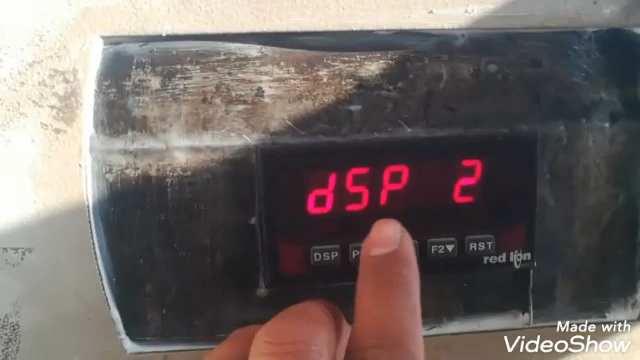 dSP 2
DSP P F2▼ RST
red lion
Made with
VideoShow